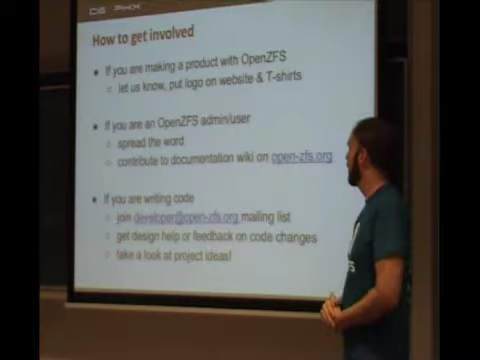 How to get involved
If you are making a product with OpenZFS
let us know, put logo on website & T-shirts
If you are an OpenZFS admin/user
spread the word
contribute to documentation wiki on open-zfs.org
If you are writing code
join developer@open-zfs.org mailing list
get design help or feedback on code changes
take a look at project ideas!